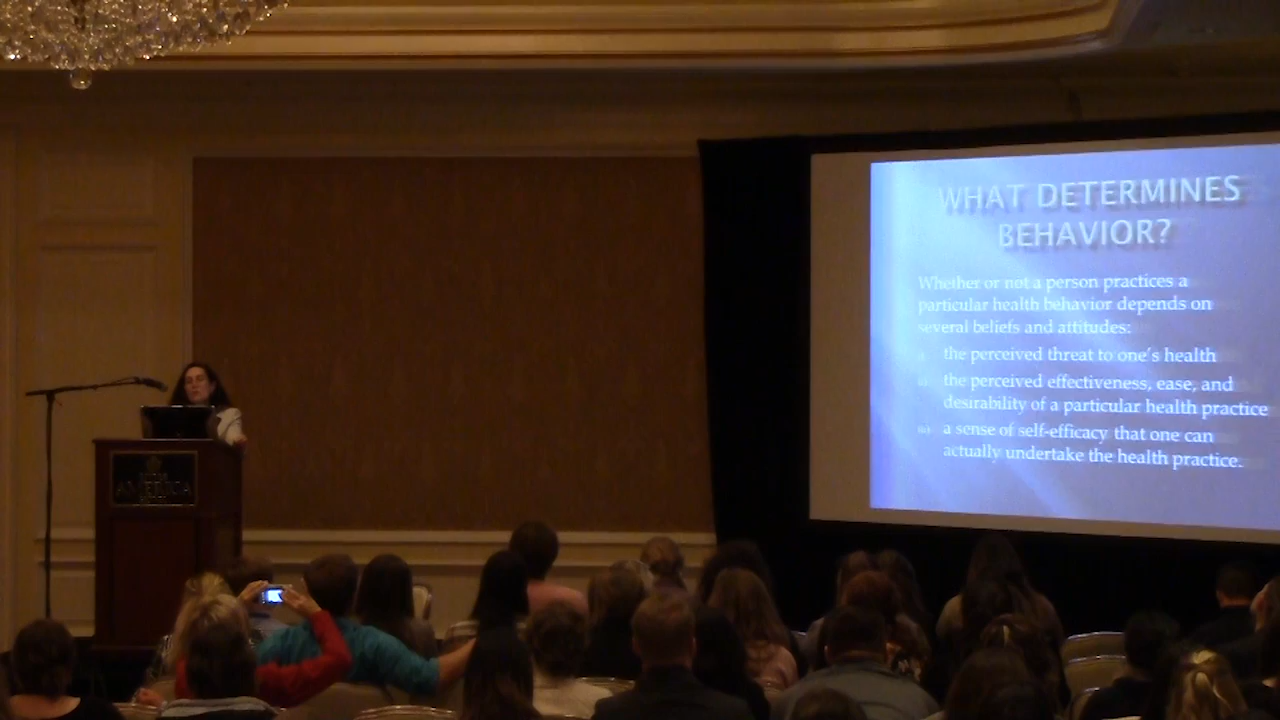 WHAT DETERMINES
BEHAVIOR?
Whether or not a person practices a
particular health behavior depends on
several beliefs and attitudes:
the perceived threat to one's health
the perceived effectiveness, ease, and
desirability of a particular health practice
a sense of self-efficacy that one can
actually undertake the health practice.